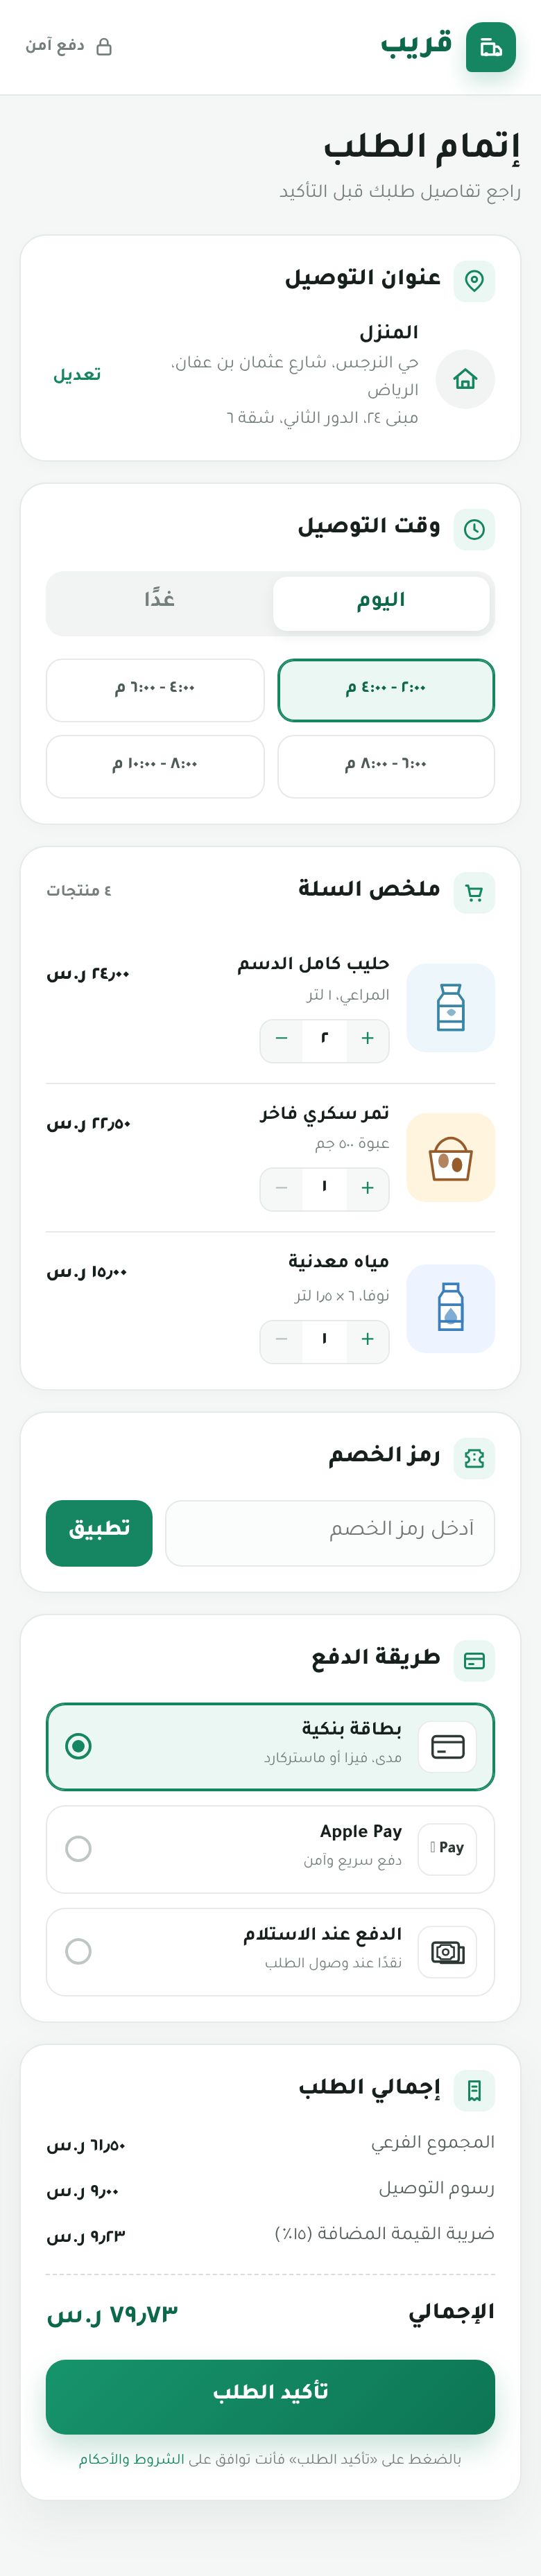 قريب
دفع آمن
إتمام الطلب
راجع تفاصيل طلبك قبل التأكيد
عنوان التوصيل
المنزل
حي النرجس، شارع عثمان بن عفان،
الرياض
مبنى ٢٤، الدور الثاني، شقة ٦
تعديل
وقت التوصيل
اليوم
غدًا
٢:٠٠ - ٤:٠٠ م
٤:٠٠ - ٦:٠٠ م
٦:٠٠ - ٨:٠٠ م
٨:٠٠ - ١٠:٠٠ م
ملخص السلة
٤ منتجات
حليب كامل الدسم
المراعي، ١ لتر
+ ٢ −
٢٤٫٠٠ ر.س
تمر سكري فاخر
عبوة ٥٠٠ جم
+ ١ −
٢٢٫٥٠ ر.س
مياه معدنية
نوفا، ٦ × ١٫٥ لتر
+ ١ −
١٥٫٠٠ ر.س
رمز الخصم
أدخل رمز الخصم
تطبيق
طريقة الدفع
بطاقة بنكية
مدى، فيزا أو ماستركارد
Pay
Apple Pay
دفع سريع وآمن
الدفع عند الاستلام
نقدًا عند وصول الطلب
إجمالي الطلب
المجموع الفرعي
٦١٫٥٠ ر.س
رسوم التوصيل
٩٫٠٠ ر.س
ضريبة القيمة المضافة (١٥٪)
٩٫٢٣ ر.س
الإجمالي
٧٩٫٧٣ ر.س
تأكيد الطلب
بالضغط على «تأكيد الطلب» فأنت توافق على الشروط والأحكام